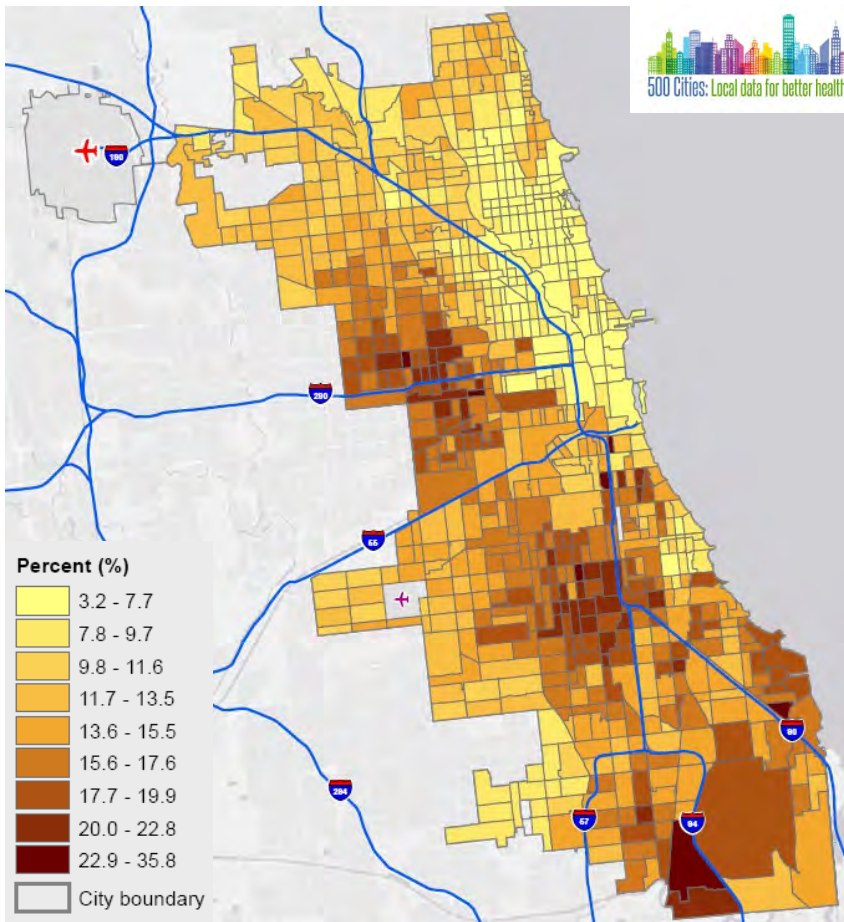 500 Cities: Local data for better health
190
290
55
Percent (%)
3.2 - 7.7
7.8 - 9.7
9.8 - 11.6
11.7 - 13.5
13.6 - 15.5
15.6 - 17.6
17.7 - 19.9
20.0 - 22.8
22.9 - 35.8
City boundary
90
294
57
94